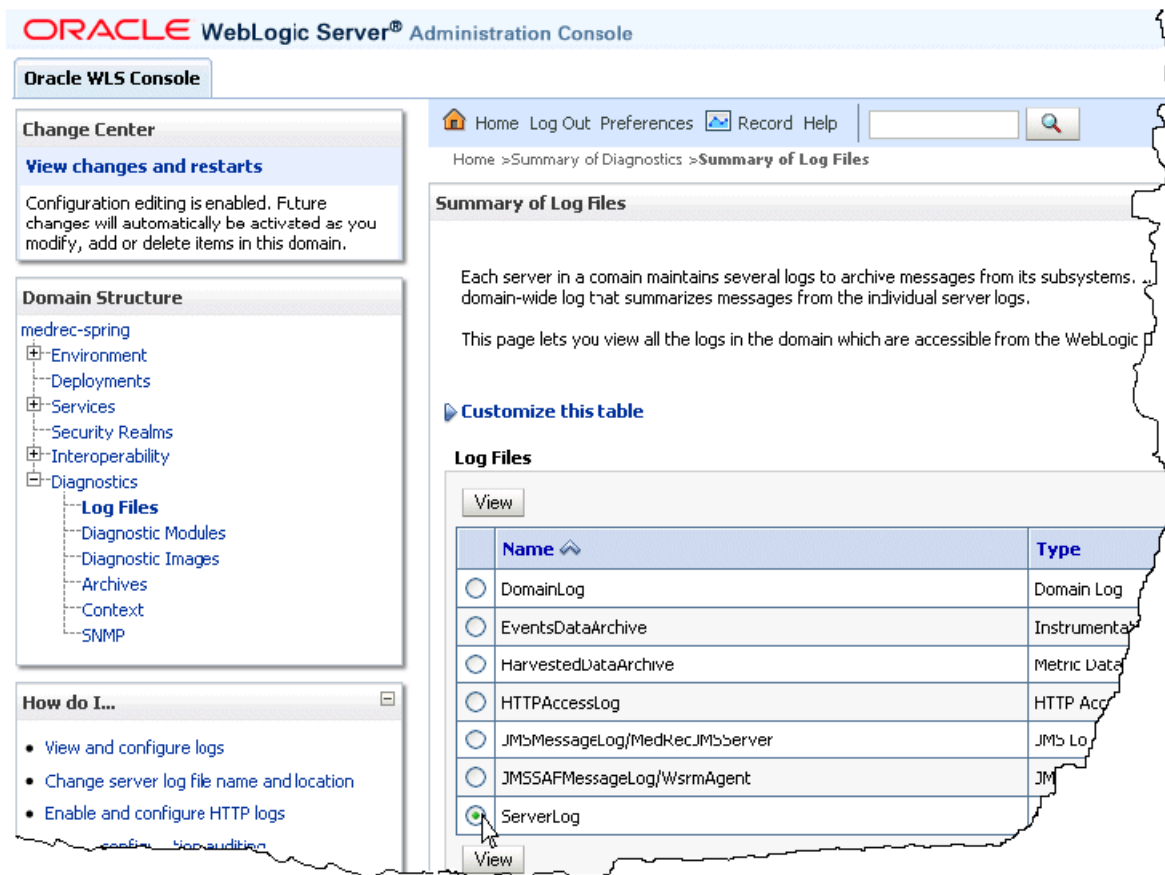 ORACLE WebLogic Server® Administration Console
Oracle WLS Console
Change Center
View changes and restarts
Configuration editing is enabled. Future
changes will automatically be activated as you
modify, add or delete items in this domain.
Domain Structure
medrec-spring
Environment
Deployments
Services
Security Realms
Interoperability
Diagnostics
Log Files
Diagnostic Modules
Diagnostic Images
Archives
Context
SNMP
How do I...
View and configure logs
Change server log file name and location
Enable and configure HTTP logs
auditing
Home Log Out Preferences Record Help
Home >Summary of Diagnostics >Summary of Log Files
Summary of Log Files
Each server in a comain maintains several logs to archive messages from its subsystems.
domain-wide log that summarizes messages from the individual server logs.
This page lets you view all the logs in the domain which are accessible from the WebLogic
Customize this table
Log Files
View
Name Type
DomainLog Domain Log
EventsDataArchive Instrumenta
HarvestedDataArchive Metric Data
HTTPAccessLog HTTP Acc
JMSMessageLog/MedRecJMSServer JMS Lo
JMSSAFMessageLog/WsrmAgent JM
ServerLog
View